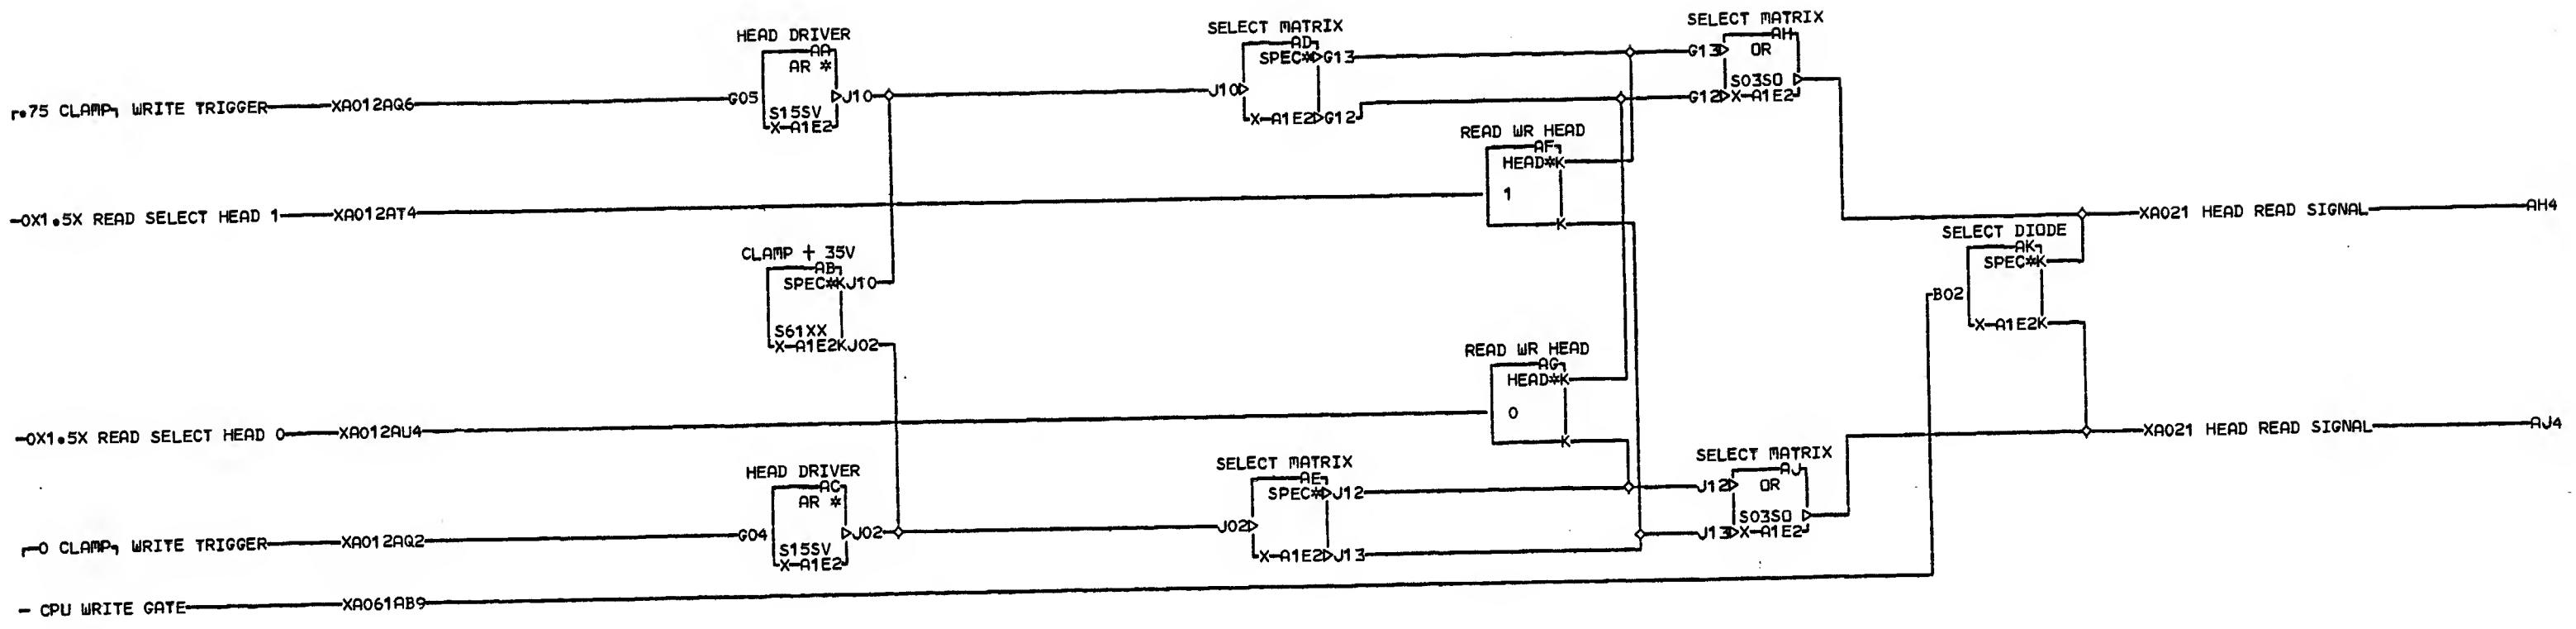 HEAD DRIVER
AA
AR *
G05
J10
S15SV
X-A1E2
SELECT MATRIX
AD
SPEC*
G13
J10
X-A1E2
G12
SELECT MATRIX
AH
G13
OR
S03SO
G12
X-A1E2
.75 CLAMP WRITE TRIGGER XA012AQ6
READ WR HEAD
AF
HEAD*K
1
K
-0X1.5X READ SELECT HEAD 1 XA012AT4
XA021 HEAD READ SIGNAL AH4
CLAMP + 35V
AB
SPEC*KJ10
S61XX
X-A1E2KJ02
SELECT DIODE
AK
SPEC*K
B02
X-A1E2K
READ WR HEAD
AG
HEAD*K
0
K
-0X1.5X READ SELECT HEAD 0 XA012AU4
XA021 HEAD READ SIGNAL AJ4
HEAD DRIVER
AC
AR *
G04
J02
S15SV
X-A1E2
SELECT MATRIX
AE
SPEC*
J12
J02
X-A1E2
J13
SELECT MATRIX
AJ
J12
OR
S03SO
J13
X-A1E2
-0 CLAMP WRITE TRIGGER XA012AQ2
- CPU WRITE GATE XA061AB9